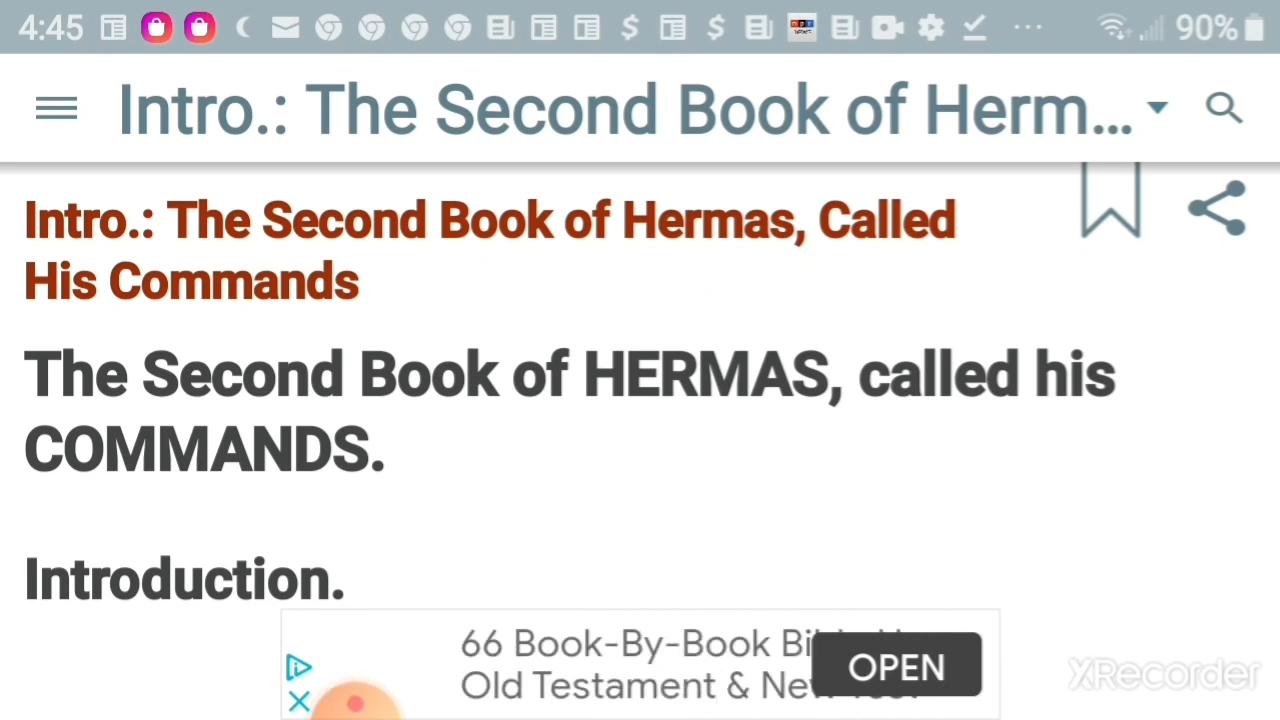 4:45 90%
Intro.: The Second Book of Herm...
Intro.: The Second Book of Hermas, Called
His Commands
The Second Book of HERMAS, called his
COMMANDS.
Introduction.
66 Book-By-Book
Old Testament &
OPEN
XRecorder